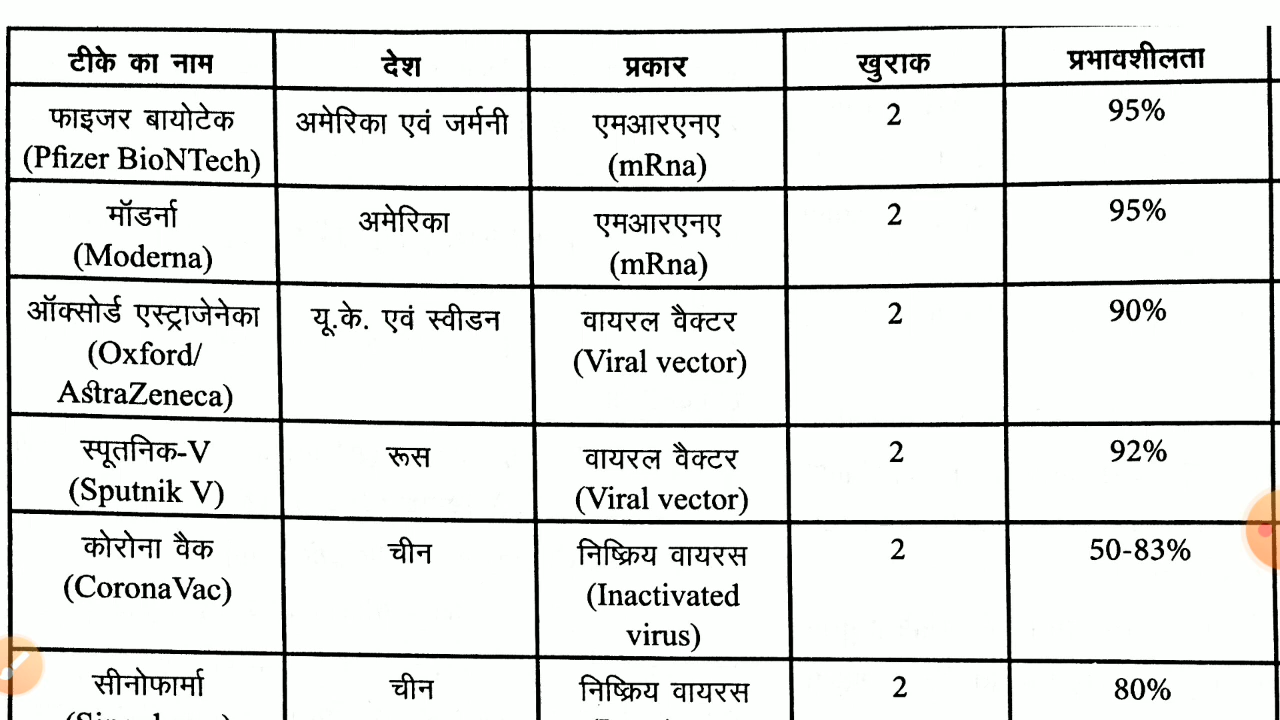 टीके का नाम देश प्रकार खुराक प्रभावशीलता
फाइजर बायोटेक अमेरिका एवं जर्मनी एमआरएनए 2 95%
(Pfizer BioNTech) (mRna)
मॉडर्ना अमेरिका एमआरएनए 2 95%
(Moderna) (mRna)
ऑक्सोर्ड एस्ट्राजेनेका यू.के. एवं स्वीडन वायरल वैक्टर 2 90%
(Oxford/ (Viral vector)
AstraZeneca)
स्पूतनिक-V रूस वायरल वैक्टर 2 92%
(Sputnik V) (Viral vector)
कोरोना वैक चीन निष्क्रिय वायरस 2 50-83%
(CoronaVac) (Inactivated
virus)
सीनोफार्मा चीन निष्क्रिय वायरस 2 80%